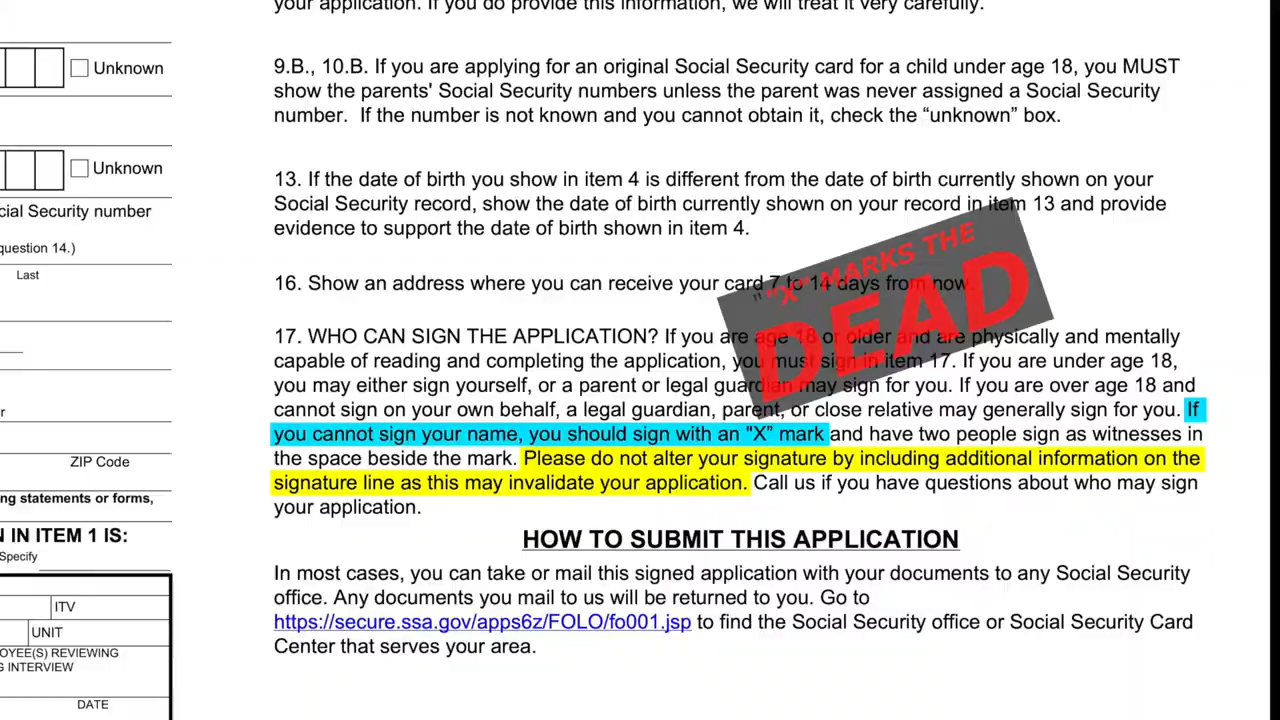 your application. If you do provide this information, we will treat it very carefully.
Unknown
9.B., 10.B. If you are applying for an original Social Security card for a child under age 18, you MUST
show the parents' Social Security numbers unless the parent was never assigned a Social Security
number. If the number is not known and you cannot obtain it, check the “unknown” box.
Unknown
13. If the date of birth you show in item 4 is different from the date of birth currently shown on your
Social Security record, show the date of birth currently shown on your record in item 13 and provide
evidence to support the date of birth shown in item 4.
cial Security number
question 14.)
Last
16. Show an address where you can receive your card 7 to 14 days from now.
"X" MARKS THE
DEAD
17. WHO CAN SIGN THE APPLICATION? If you are age 18 or older and are physically and mentally
capable of reading and completing the application, you must sign in item 17. If you are under age 18,
you may either sign yourself, or a parent or legal guardian may sign for you. If you are over age 18 and
cannot sign on your own behalf, a legal guardian, parent, or close relative may generally sign for you. If
you cannot sign your name, you should sign with an "X” mark and have two people sign as witnesses in
the space beside the mark. Please do not alter your signature by including additional information on the
signature line as this may invalidate your application. Call us if you have questions about who may sign
your application.
r
ZIP Code
ng statements or forms,
N IN ITEM 1 IS:
Specify
HOW TO SUBMIT THIS APPLICATION
In most cases, you can take or mail this signed application with your documents to any Social Security
office. Any documents you mail to us will be returned to you. Go to
https://secure.ssa.gov/apps6z/FOLO/fo001.jsp to find the Social Security office or Social Security Card
Center that serves your area.
ITV
UNIT
OYEE(S) REVIEWING
G INTERVIEW
DATE